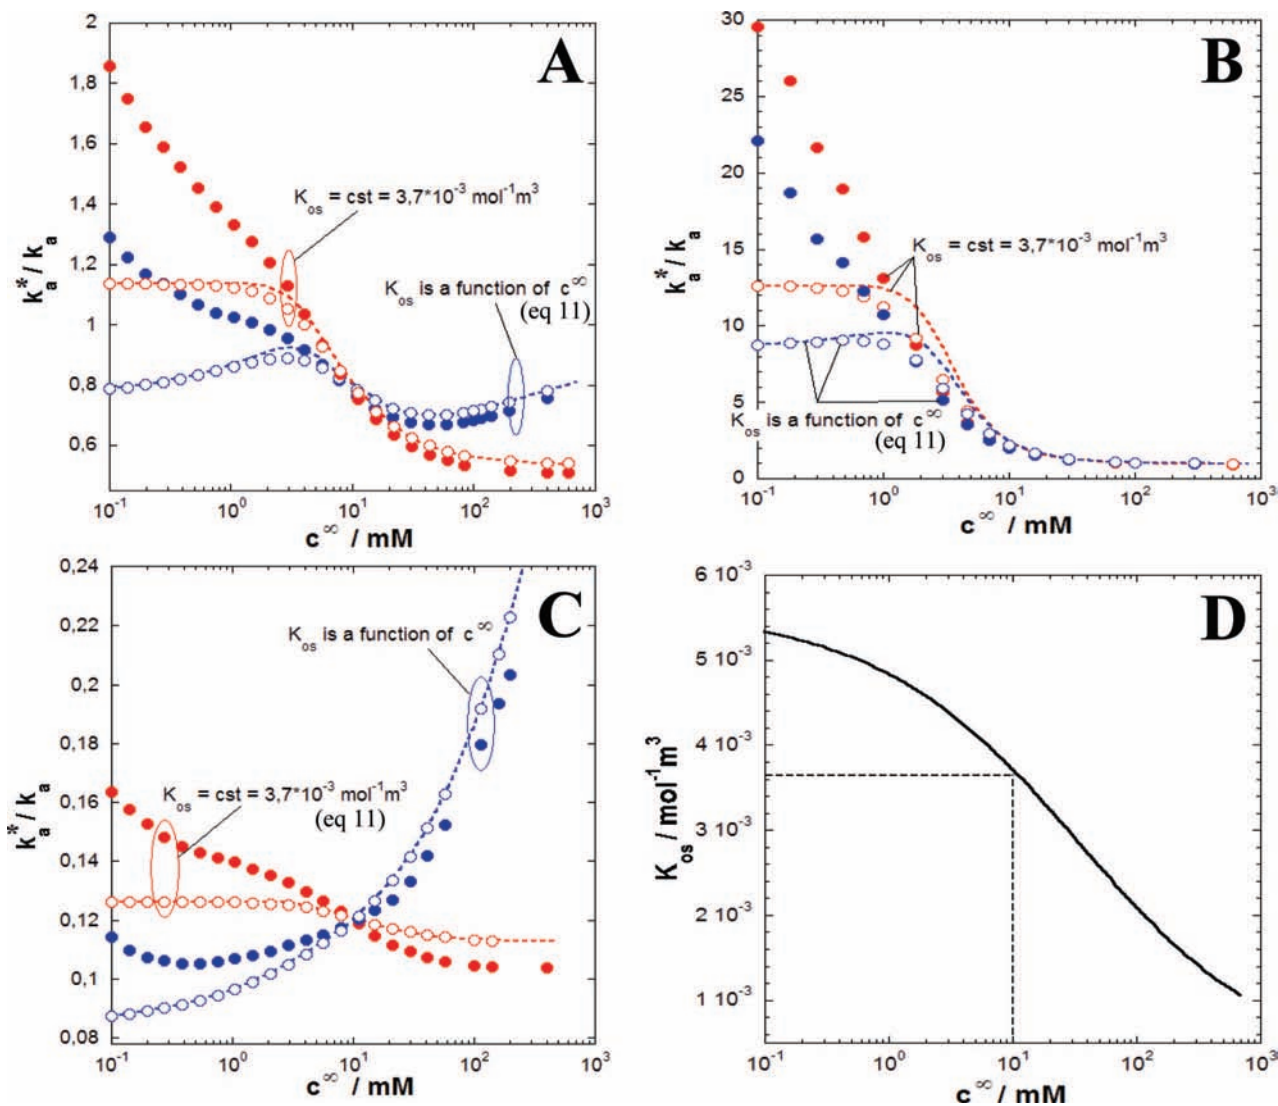 A
2
1,8
1,6
1,4
1,2
1
0,8
0,6
k*a / ka
K os = cst = 3,7*10-3 mol-1m3
K os is a function of c∞
(eq 11)
10-1 100 101 102 103
c∞ / mM
B
30
25
20
15
10
5
0
k*a / ka
K os = cst = 3,7*10-3 mol-1m3
K os is a function of c∞
(eq 11)
10-1 100 101 102 103
c∞ / mM
C
0,24
0,22
0,2
0,18
0,16
0,14
0,12
0,1
0,08
k*a / ka
K os is a function of c∞
K os = cst = 3,7*10-3 mol-1m3
(eq 11)
10-1 100 101 102 103
c∞ / mM
D
6 10-3
5 10-3
4 10-3
3 10-3
2 10-3
1 10-3
Kos / mol-1m3
10-1 100 101 102 103
c∞ / mM